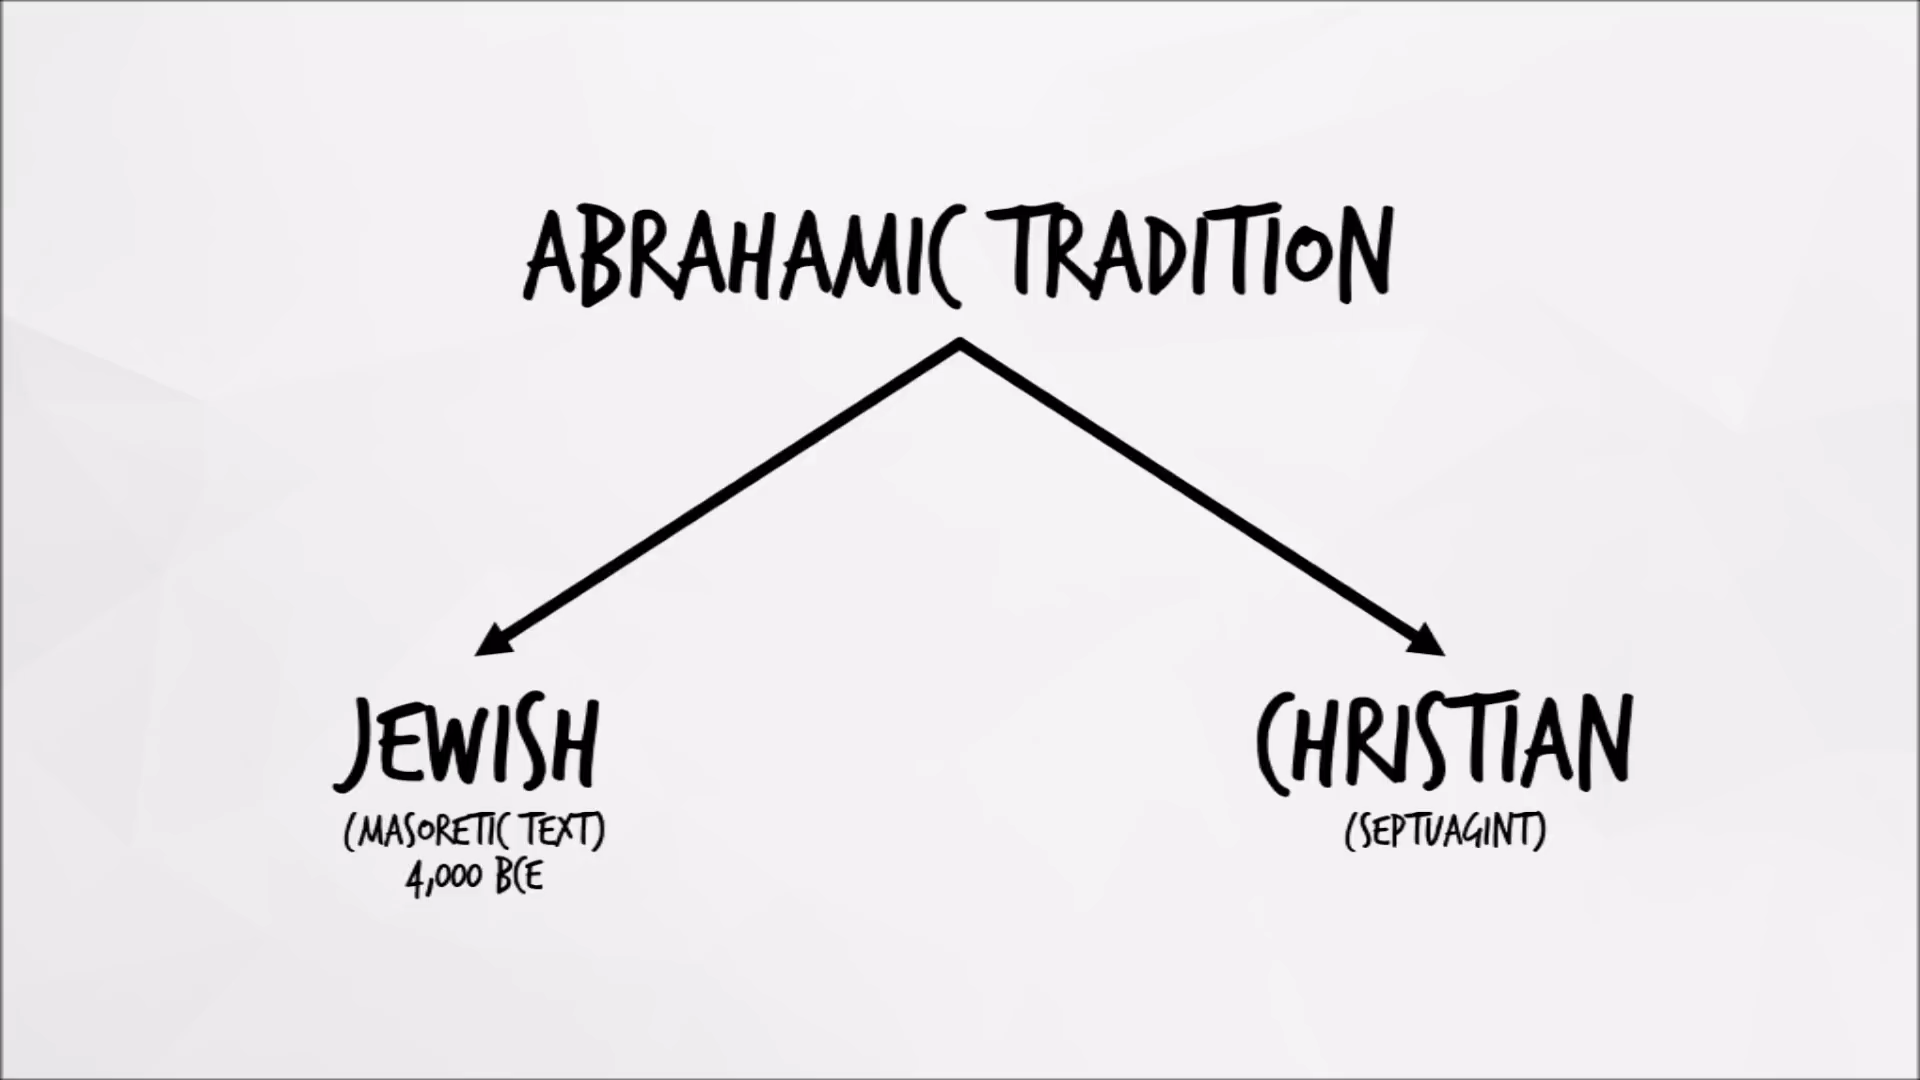 ABRAHAMIC TRADITION
JEWISH
(MASORETIC TEXT)
4,000 BCE
CHRISTIAN
(SEPTUAGINT)